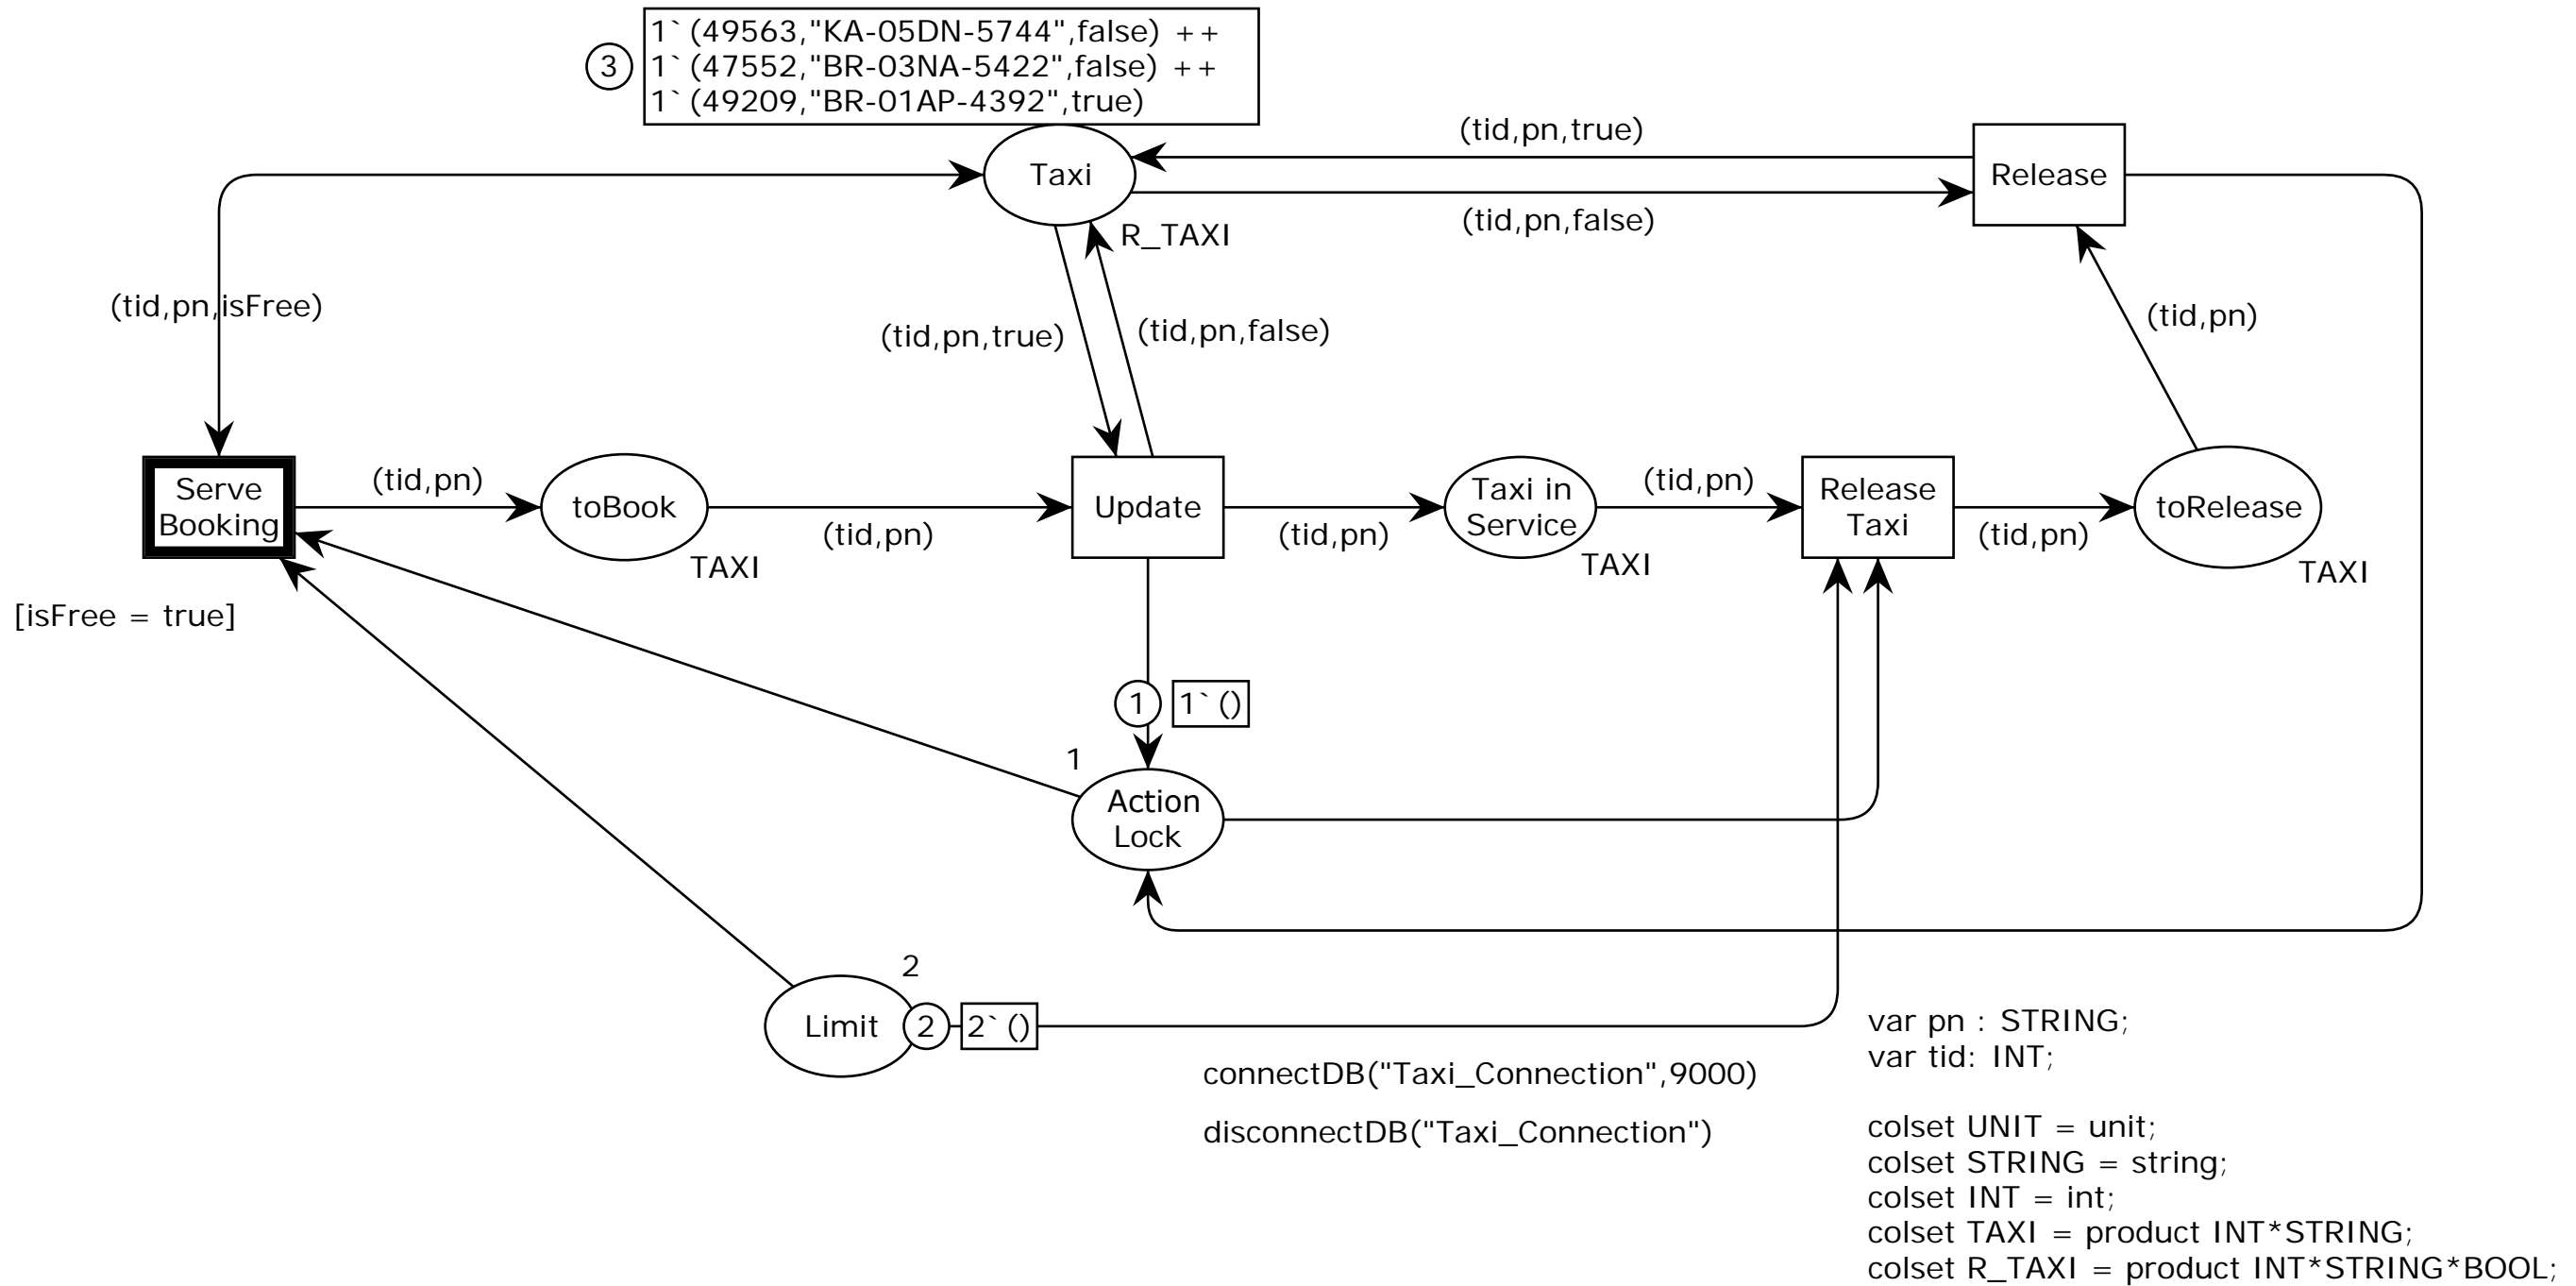 1`(49563,"KA-05DN-5744",false) ++
1`(47552,"BR-03NA-5422",false) ++
1`(49209,"BR-01AP-4392",true)
3
(tid,pn,true)
Taxi
Release
R_TAXI
(tid,pn,false)
(tid,pn,isFree)
(tid,pn,true)
(tid,pn,false)
(tid,pn)
Serve
Booking
(tid,pn)
toBook
(tid,pn)
TAXI
Update
(tid,pn)
Taxi in
Service
TAXI
(tid,pn)
Release
Taxi
(tid,pn)
toRelease
TAXI
[isFree = true]
1
1`()
1
Action
Lock
2
Limit
2
2`()
connectDB("Taxi_Connection",9000)
disconnectDB("Taxi_Connection")
var pn : STRING;
var tid: INT;
colset UNIT = unit;
colset STRING = string;
colset INT = int;
colset TAXI = product INT*STRING;
colset R_TAXI = product INT*STRING*BOOL;